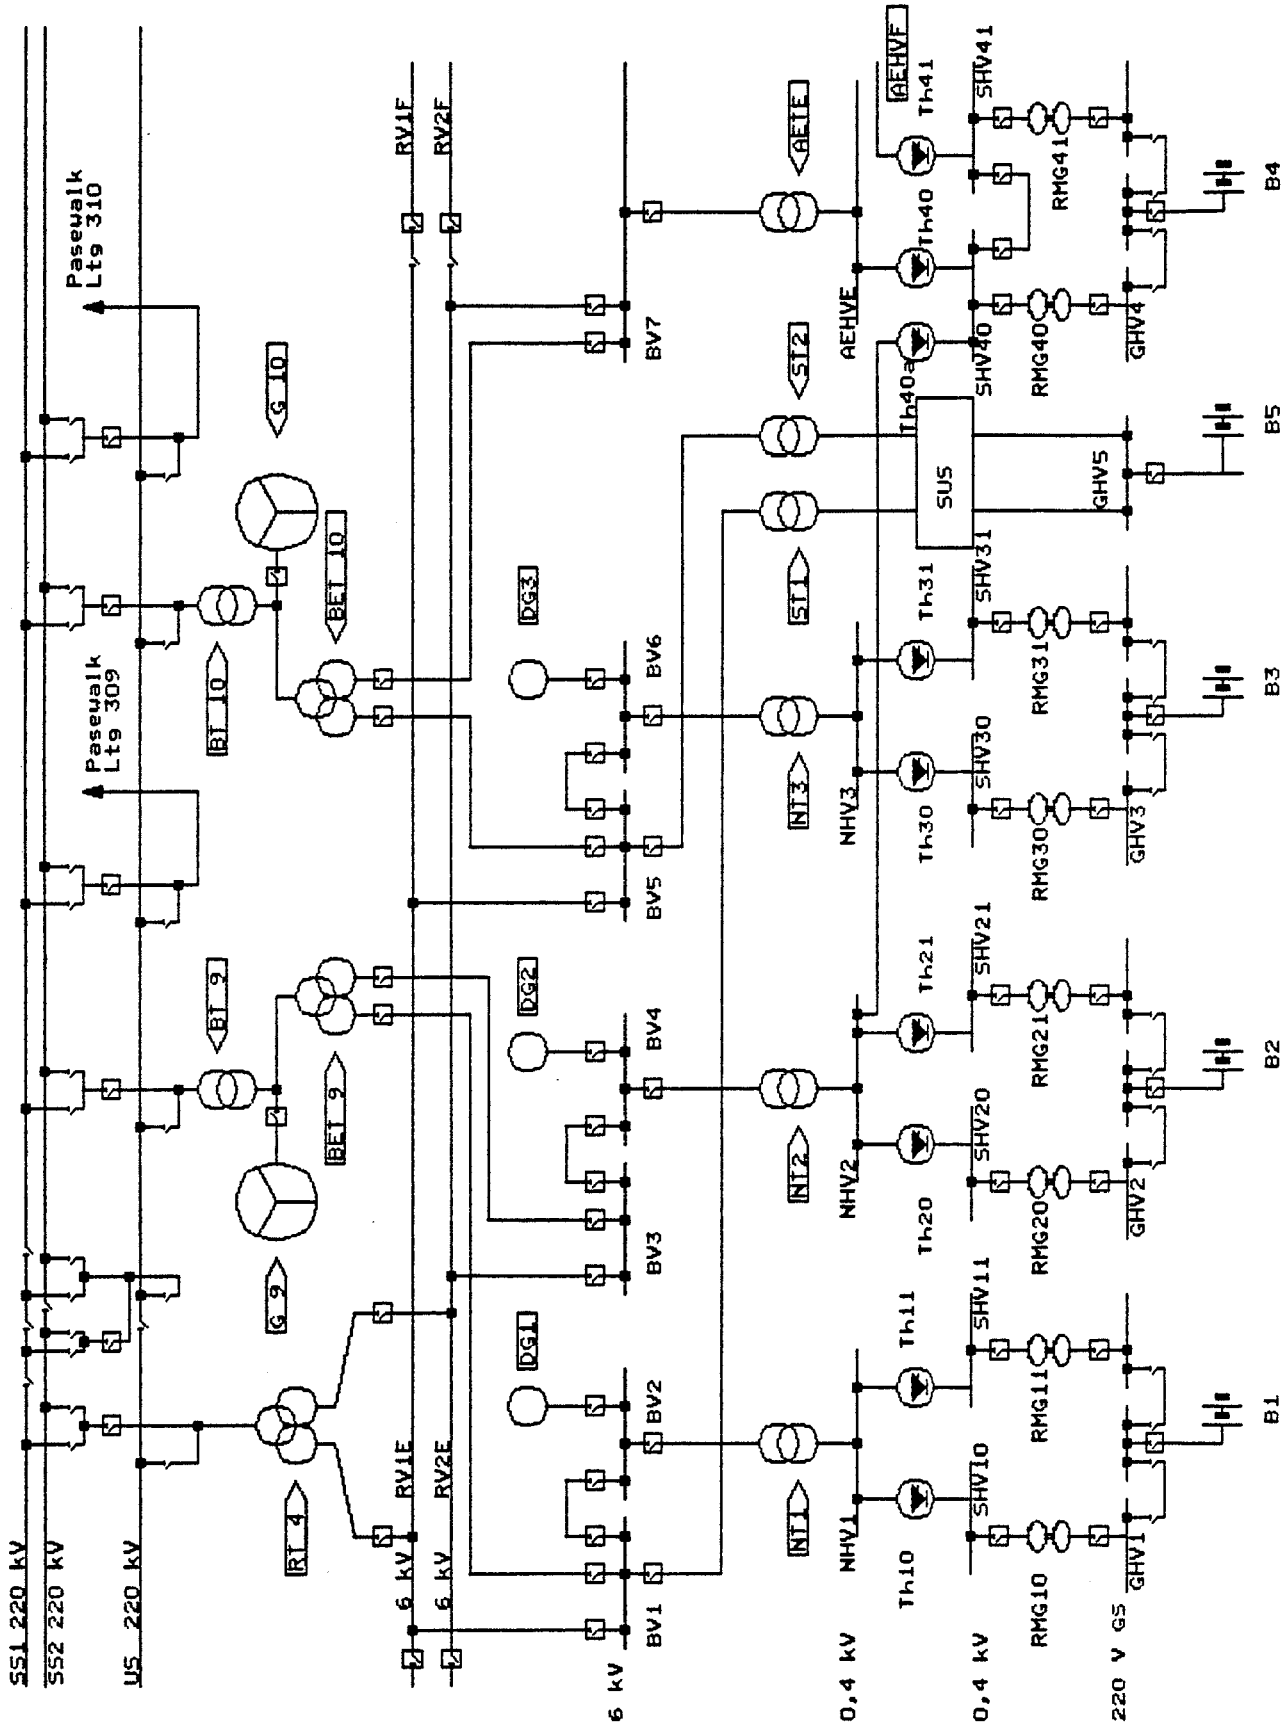 SS1 220 kV
SS2 220 kV
US 220 kV
Pasewalk
Ltg 309
Pasewalk
Ltg 310
RT 4
G 9
BT 9
BET 9
BT 10
BET 10
G 10
6 kV RV1E
RV1F
6 kV RV2E
RV2F
DG1
DG2
DG3
6 kV
BV1
BV2
BV3
BV4
BV5
BV6
BV7
NT1
NT2
NT3
ST1
ST2
AETE
0,4 kV
NHV1
NHV2
NHV3
AEHVE
AEHVF
Th10
Th11
Th20
Th21
Th30
Th31
Th40a
Th40
Th41
SUS
0,4 kV
SHV10
SHV11
SHV20
SHV21
SHV30
SHV31
SHV40
SHV41
RMG10
RMG11
RMG20
RMG21
RMG30
RMG31
RMG40
RMG41
220 V GS
GHV1
GHV2
GHV3
GHV5
GHV4
B1
B2
B3
B5
B4